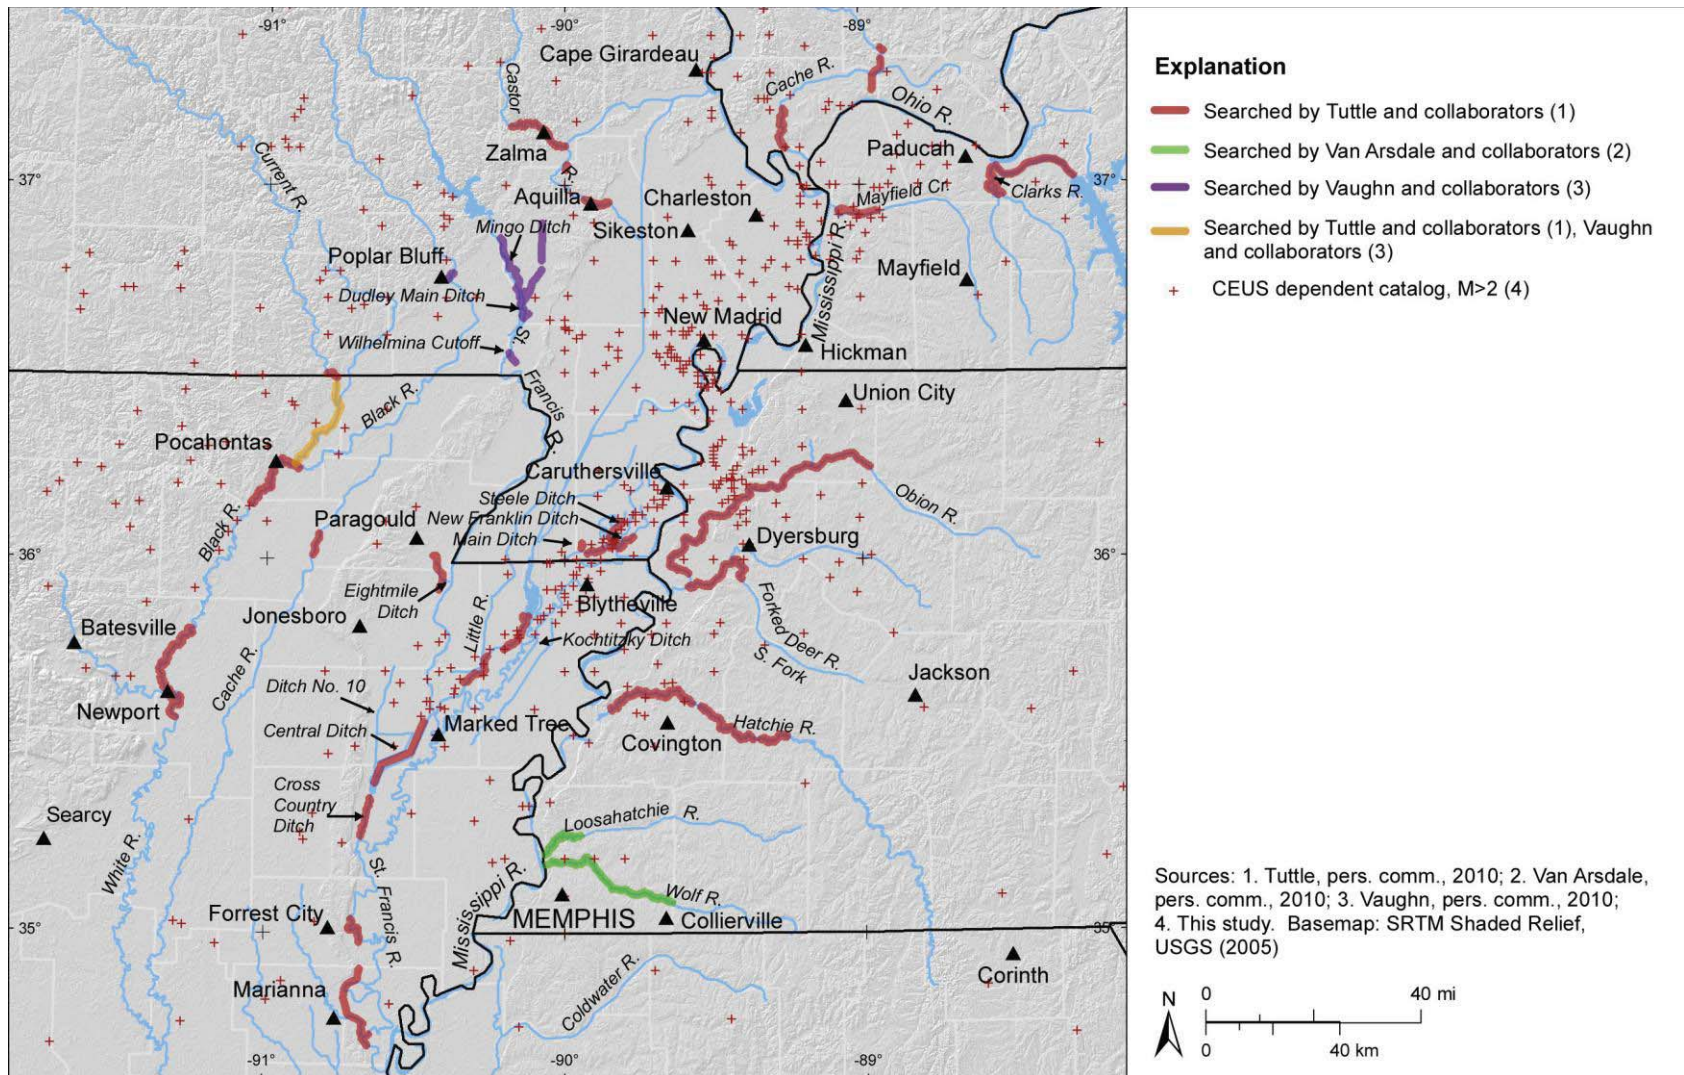 -91°
-90°
-89°
Cape Girardeau
Castor
Cache R.
Ohio R.
Zalma
Paducah
Current R.
37°
37°
R.
Mayfield Cr.
Clarks R.
Aquilla
Charleston
Mingo Ditch
Sikeston
Mississippi R.
Poplar Bluff
Mayfield
Dudley Main Ditch
New Madrid
St.
Wilhelmina Cutoff
Hickman
Francis
Black R.
Union City
R.
Pocahontas
Caruthersville
Steele Ditch
Obion R.
Black R.
Paragould
New Franklin Ditch
Main Ditch
Dyersburg
36°
36°
Eightmile
Ditch
Blytheville
Little R.
Batesville
Jonesboro
Kochtitzky Ditch
Forked Deer R.
S. Fork
Cache R.
Jackson
Ditch No. 10
Newport
Central Ditch
Marked Tree
Hatchie R.
Covington
Cross
Country
Ditch
Searcy
Loosahatchie R.
White R.
St. Francis R.
Mississippi R.
Wolf R.
Forrest City
MEMPHIS
Collierville
35°
35°
Marianna
Coldwater R.
Corinth
-91°
-90°
-89°
Explanation
Searched by Tuttle and collaborators (1)
Searched by Van Arsdale and collaborators (2)
Searched by Vaughn and collaborators (3)
Searched by Tuttle and collaborators (1), Vaughn
and collaborators (3)
CEUS dependent catalog, M>2 (4)
Sources: 1. Tuttle, pers. comm., 2010; 2. Van Arsdale,
pers. comm., 2010; 3. Vaughn, pers. comm., 2010;
4. This study. Basemap: SRTM Shaded Relief,
USGS (2005)
N
0 40 mi
0 40 km